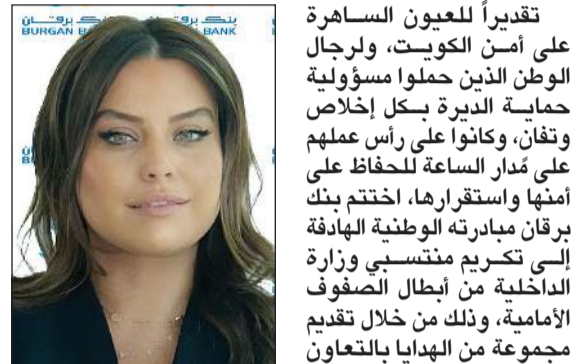 تقديراً للعيون الساهرة
على أمن الكويت، ولرجال
الوطن الذين حملوا مسؤولية
حماية الديرة بكل إخلاص
وتفان، وكانوا على رأس عملهم
على مًدار الساعة للحفاظ على
أمنها واستقرارها، اختتم بنك
برقان مبادرته الوطنية الهادفة
إلى تكريم منتسبي وزارة
الداخلية من أبطال الصفوف
الأمامية، وذلك من خلال تقديم
مجموعة من الهدايا بالتعاون
بنك برقان
BURGAN BANK